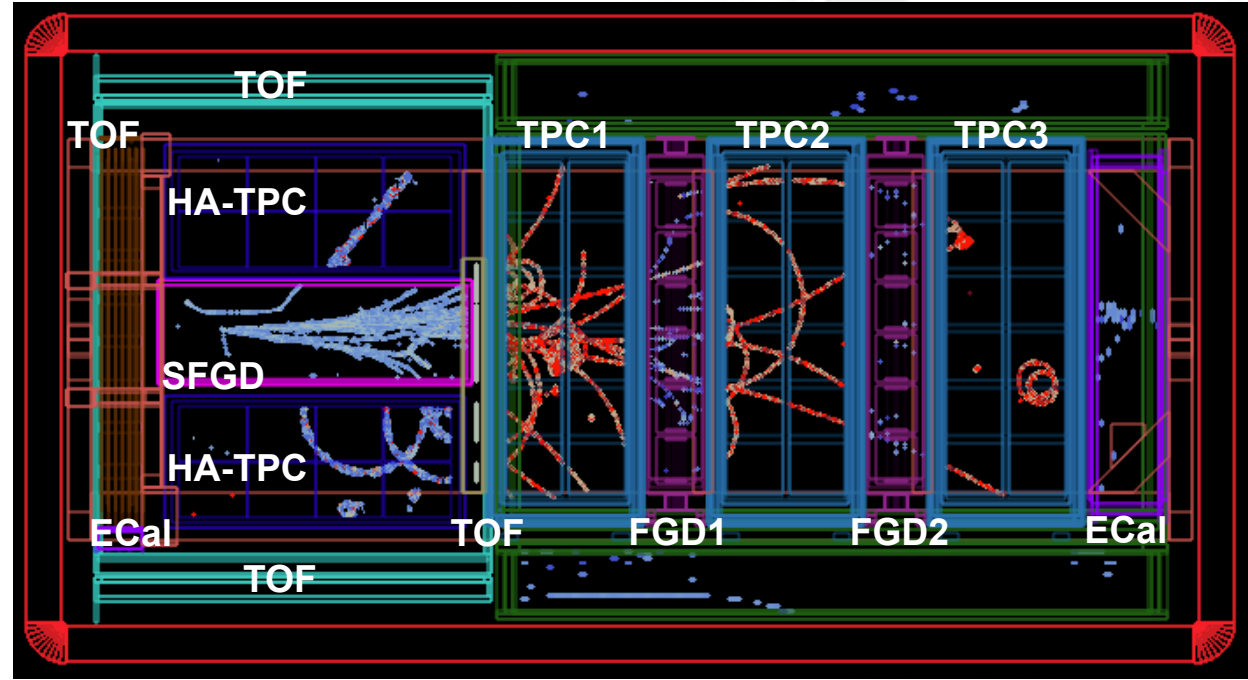 TOF
TOF
TPC1
TPC2
TPC3
HA-TPC
SFGD
HA-TPC
ECal
TOF
FGD1
FGD2
ECal
TOF